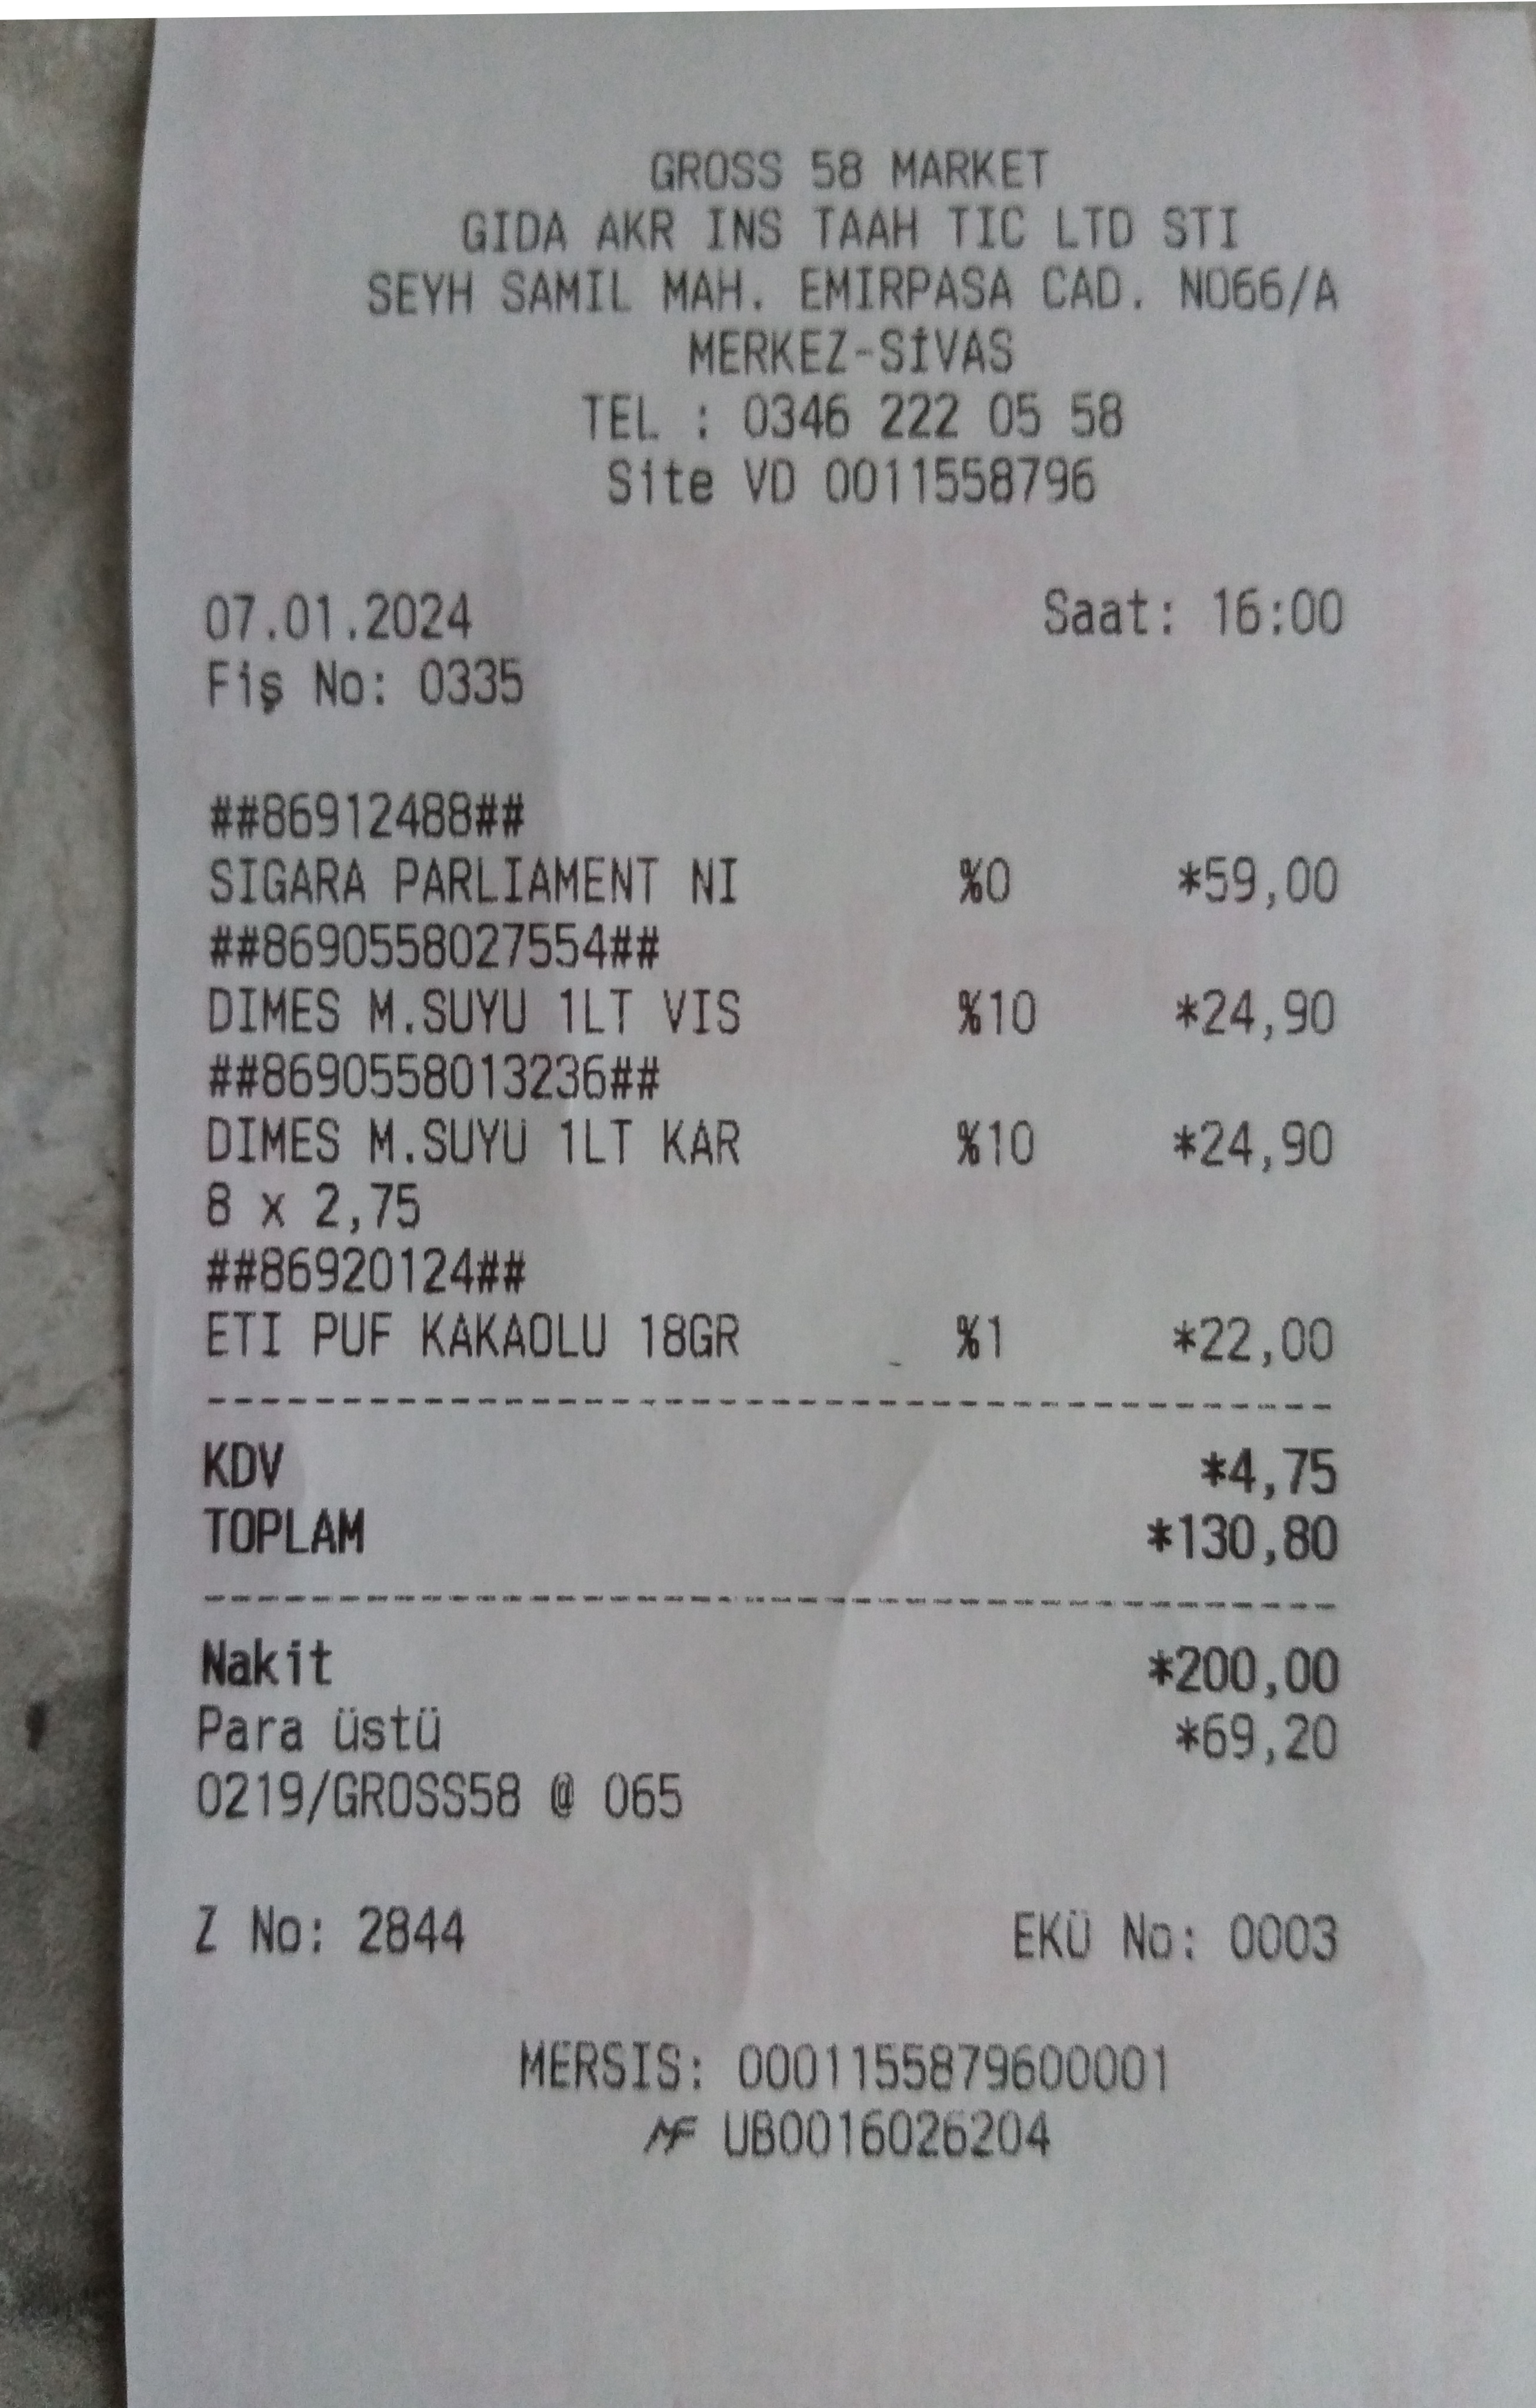 GROSS 58 MARKET
GIDA AKR INS TAAH TIC LTD STI
SEYH SAMIL MAH. EMIRPASA CAD. NO66/A
MERKEZ-SİVAS
TEL : 0346 222 05 58
Site VD 0011558796
07.01.2024 Saat: 16:00
Fiş No: 0335
##86912488##
SIGARA PARLIAMENT NI %0 *59,00
##8690558027554##
DIMES M.SUYU 1LT VIS %10 *24,90
##8690558013236##
DIMES M.SUYU 1LT KAR %10 *24,90
8 x 2,75
##86920124##
ETI PUF KAKAOLU 18GR %1 *22,00
KDV *4,75
TOPLAM *130,80
Nakit *200,00
Para üstü *69,20
0219/GROSS58 @ 065
Z No: 2844 EKÜ No: 0003
MERSIS: 0001155879600001
MF UB0016026204